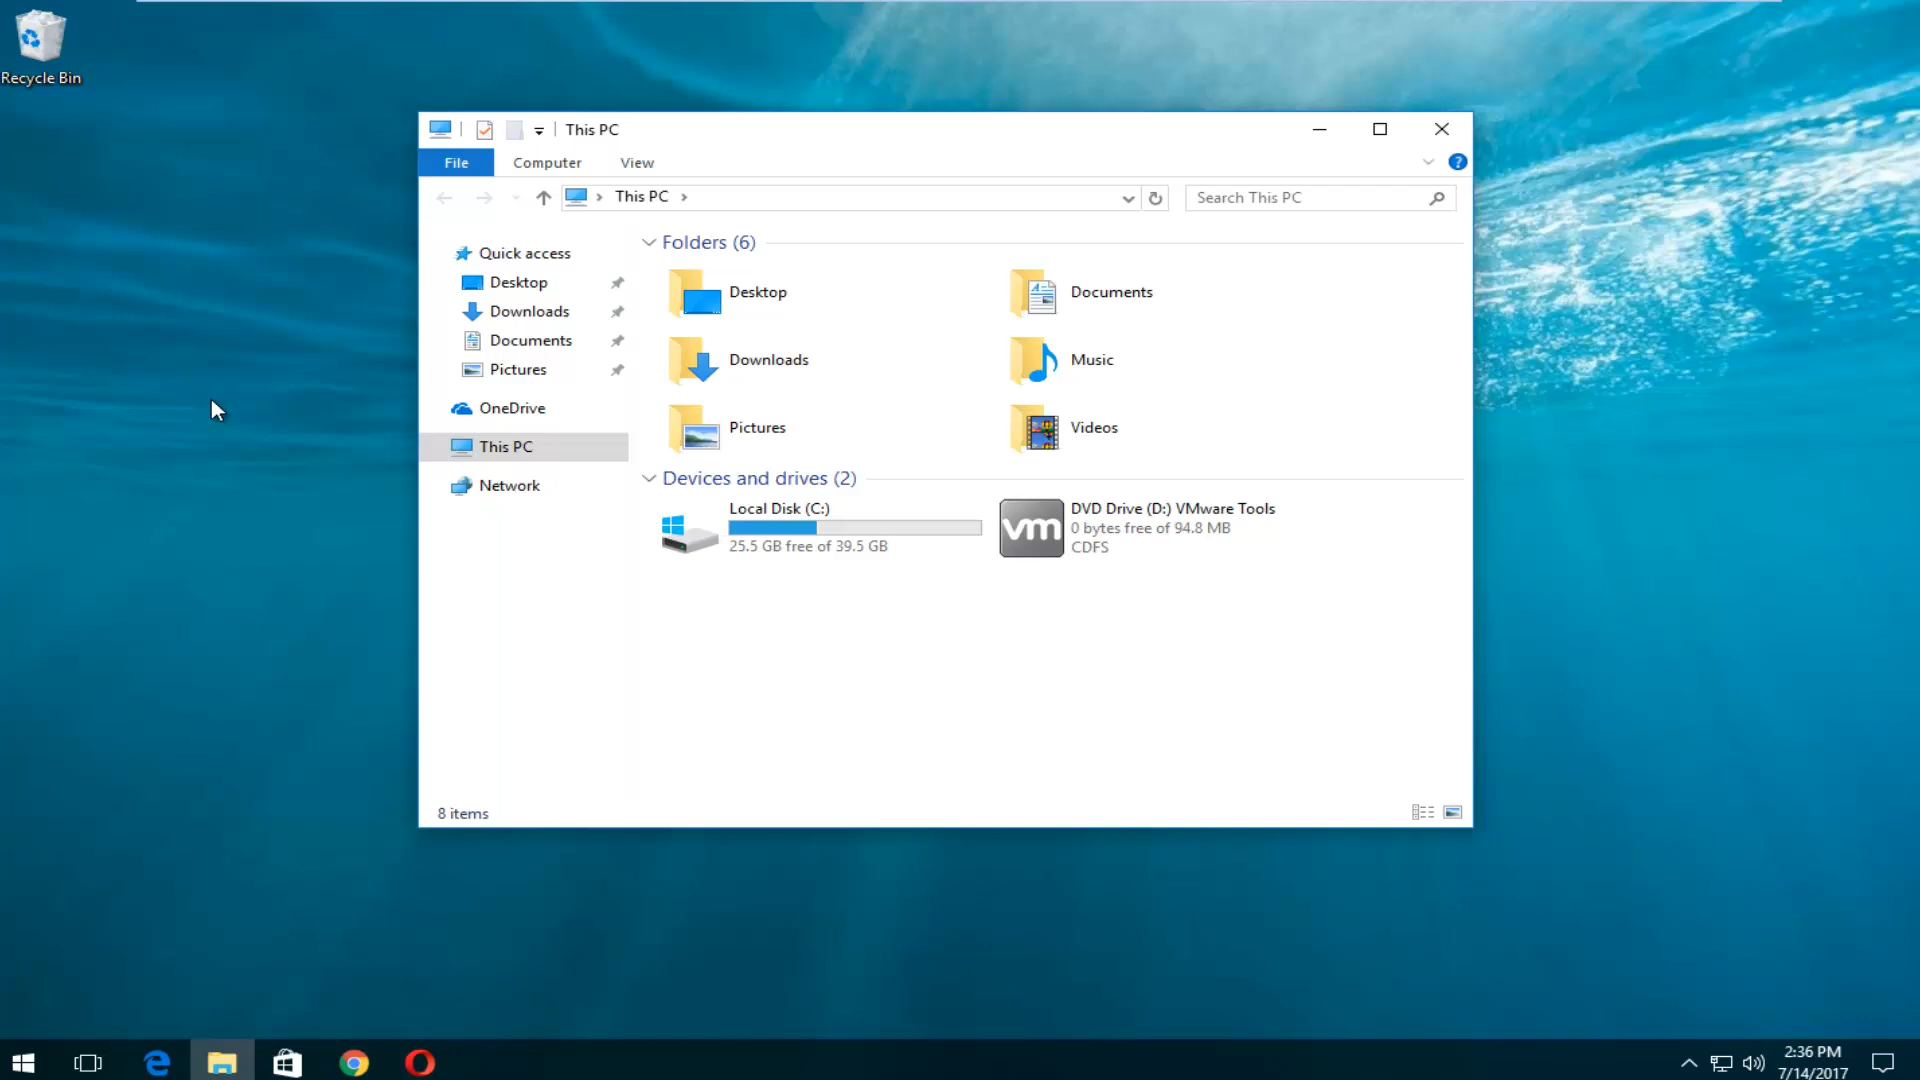 Recycle Bin
This PC
File Computer View
This PC
Search This PC
Quick access
Desktop
Downloads
Documents
Pictures
OneDrive
This PC
Network
Folders (6)
Desktop
Documents
Downloads
Music
Pictures
Videos
Devices and drives (2)
Local Disk (C:)
25.5 GB free of 39.5 GB
vm
DVD Drive (D:) VMware Tools
0 bytes free of 94.8 MB
CDFS
8 items
2:36 PM
7/14/2017